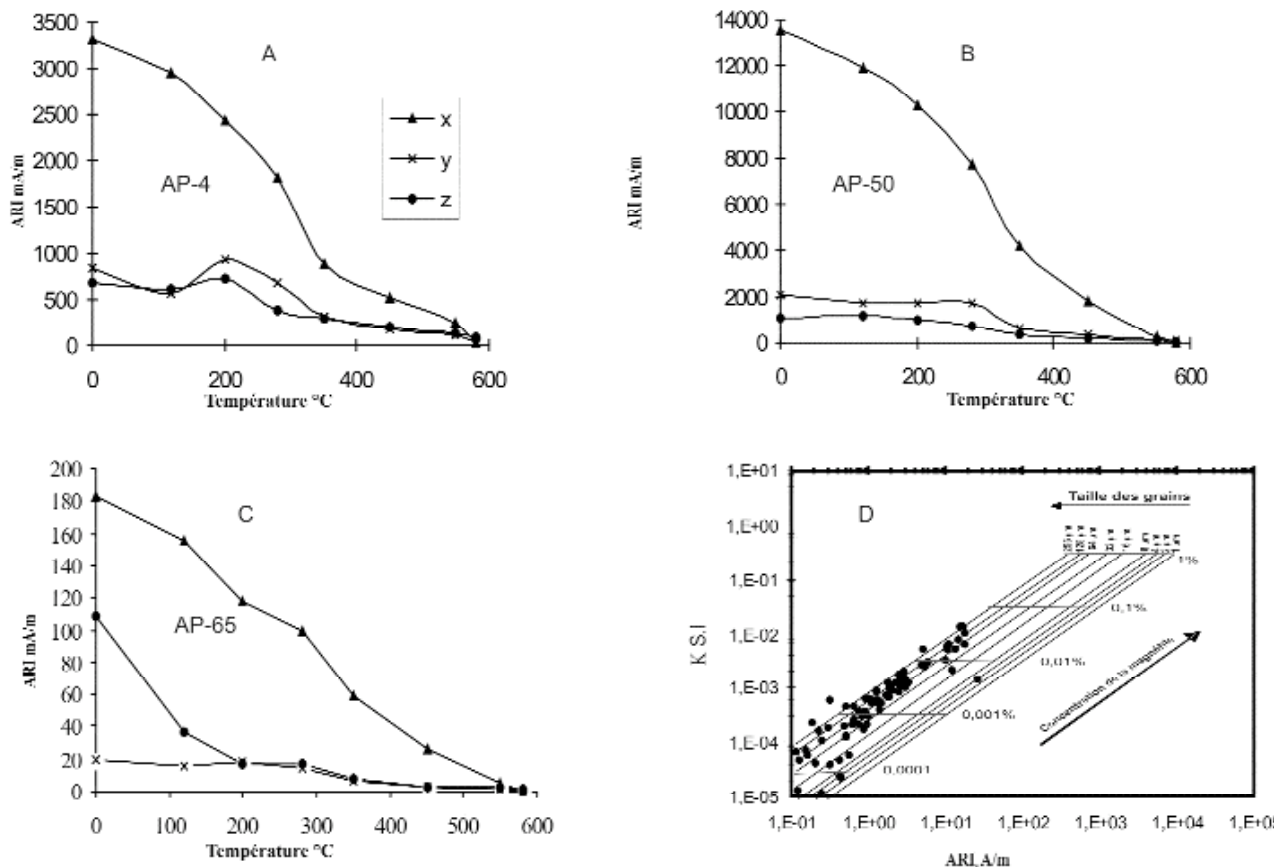 A
AP-4
x
y
z
ARI mA/m
3500
3000
2500
2000
1500
1000
500
0
0 200 400 600
Température °C
B
AP-50
ARI mA/m
14000
12000
10000
8000
6000
4000
2000
0
0 200 400 600
Température °C
C
AP-65
ARI mA/m
200
180
160
140
120
100
80
60
40
20
0
0 100 200 300 400 500 600
Température °C
D
Taille des grains
1%
0,1%
0,01%
0,001%
0,0001
Concentration de la magnétite
K S.I
1,E+01
1,E+00
1,E-01
1,E-02
1,E-03
1,E-04
1,E-05
1,E-01 1,E+00 1,E+01 1,E+02 1,E+03 1,E+04 1,E+05
ARI, A/m